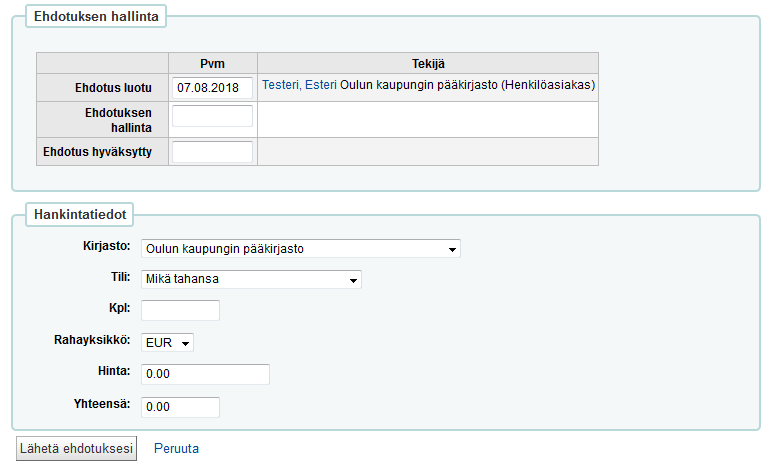 Ehdotuksen hallinta
Pvm Tekijä
Ehdotus luotu 07.08.2018 Testeri, Esteri Oulun kaupungin pääkirjasto (Henkilöasiakas)
Ehdotuksen
hallinta
Ehdotus hyväksytty
Hankintatiedot
Kirjasto: Oulun kaupungin pääkirjasto
Tili: Mikä tahansa
Kpl:
Rahayksikkö: EUR
Hinta: 0.00
Yhteensä: 0.00
Lähetä ehdotuksesi Peruuta